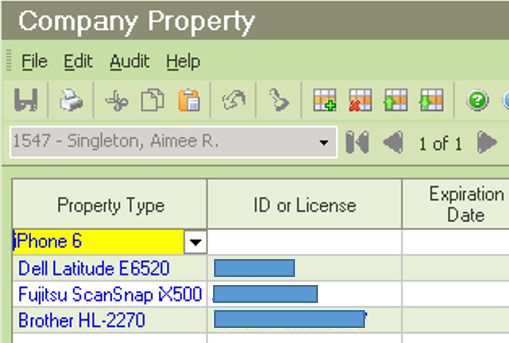 Company Property
File Edit Audit Help
1547 - Singleton, Aimee R. 1 of 1
Property Type ID or License Expiration
Date
iPhone 6
Dell Latitude E6520
Fujitsu ScanSnap iX500
Brother HL-2270